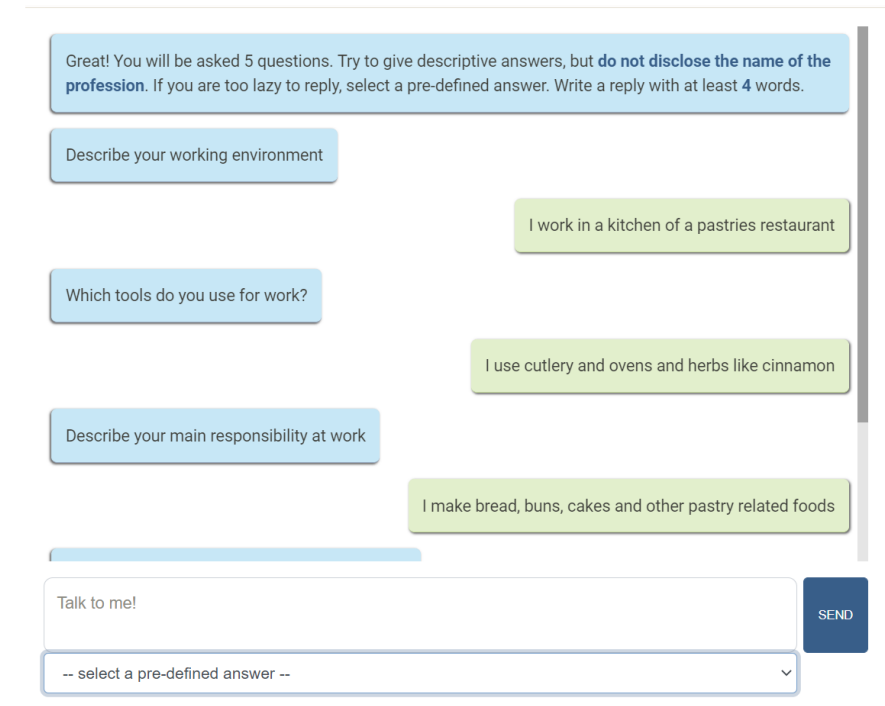 Great! You will be asked 5 questions. Try to give descriptive answers, but do not disclose the name of the
profession. If you are too lazy to reply, select a pre-defined answer. Write a reply with at least 4 words.
Describe your working environment
I work in a kitchen of a pastries restaurant
Which tools do you use for work?
I use cutlery and ovens and herbs like cinnamon
Describe your main responsibility at work
I make bread, buns, cakes and other pastry related foods
Talk to me!
SEND
-- select a pre-defined answer --